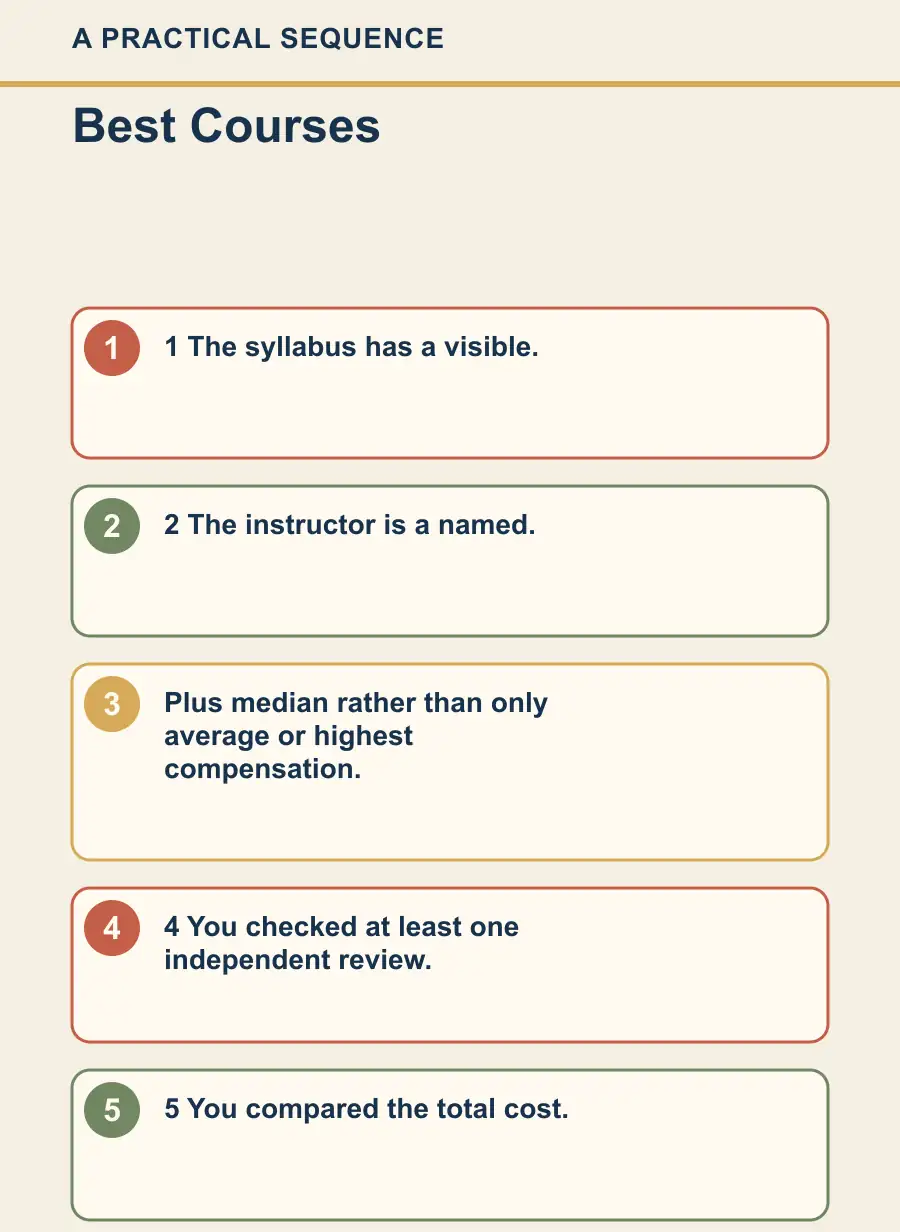 A PRACTICAL SEQUENCE
Best Courses
1
1 The syllabus has a visible.
2
2 The instructor is a named.
3
Plus median rather than only
average or highest
compensation.
4
4 You checked at least one
independent review.
5
5 You compared the total cost.